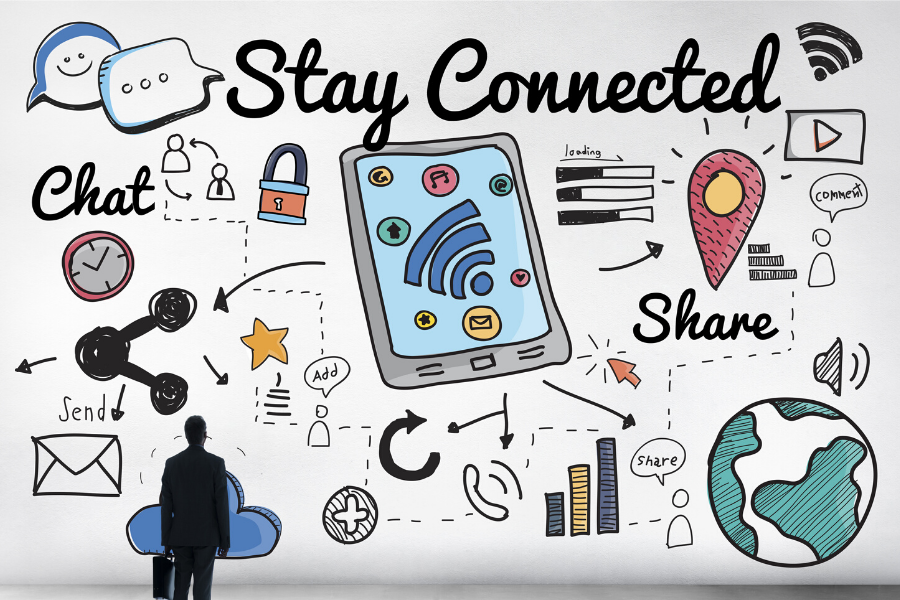 Stay Connected
Chat
loading
comment
Share
Add
Send
share